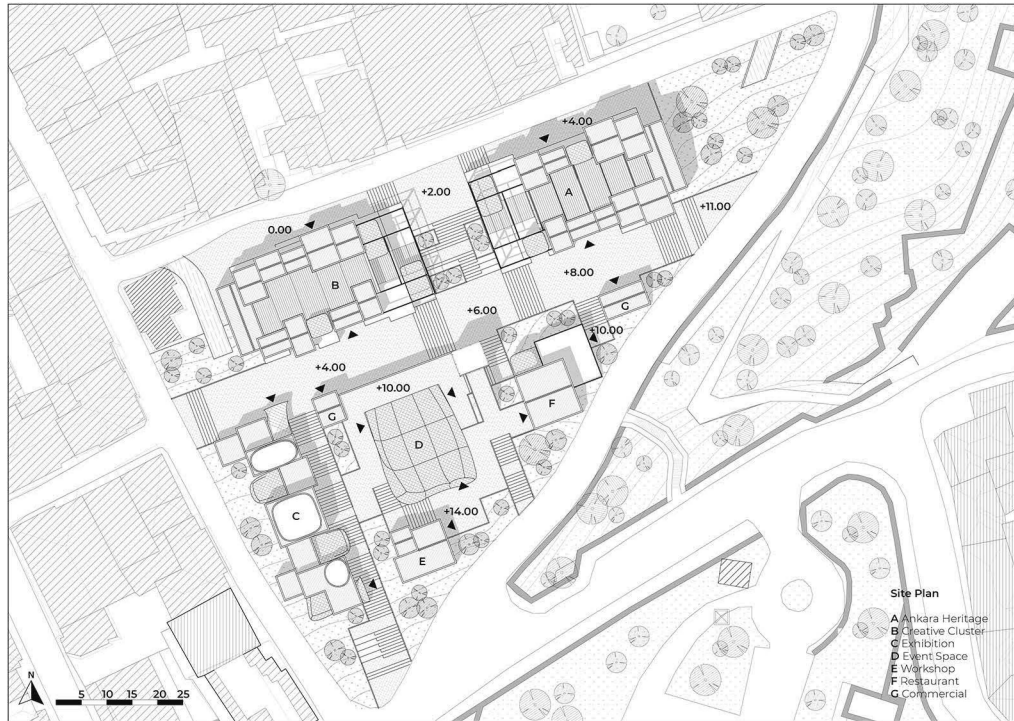 +4.00
+2.00
A
+11.00
0.00
+8.00
B
G
+6.00
+10.00
+4.00
+10.00
G
F
D
+14.00
C
E
Site Plan
A Ankara Heritage
B Creative Cluster
C Exhibition
D Event Space
E Workshop
F Restaurant
G Commercial
N
5 10 15 20 25